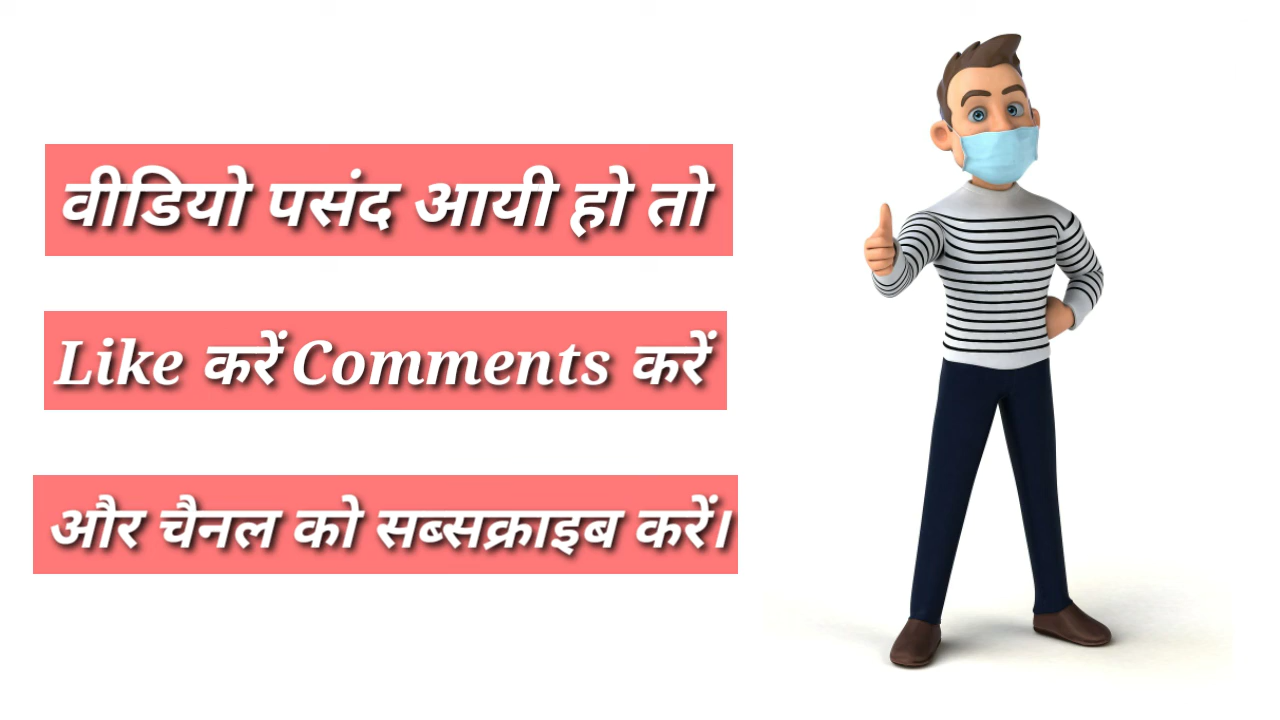 वीडियो पसंद आयी हो तो
Like करें Comments करें
और चैनल को सब्सक्राइब करें।